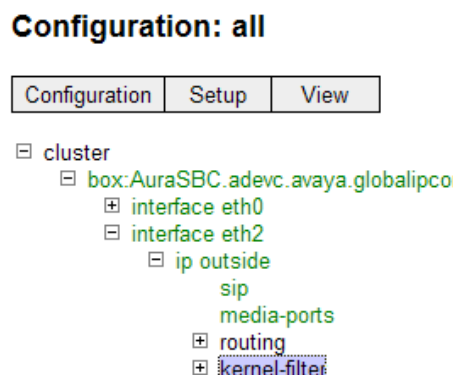 Configuration: all
Configuration Setup View
cluster
box:AuraSBC.adevc.avaya.globalipco
interface eth0
interface eth2
ip outside
sip
media-ports
routing
kernel-filter